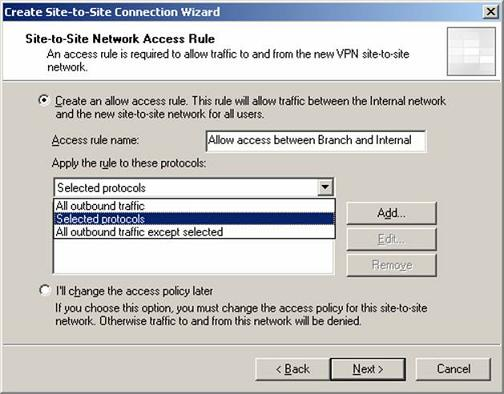 Create Site-to-Site Connection Wizard
Site-to-Site Network Access Rule
An access rule is required to allow traffic to and from the new VPN site-to-site
network.
Create an allow access rule. This rule will allow traffic between the Internal network
and the new site-to-site network for all users.
Access rule name:
Allow access between Branch and Internal
Apply the rule to these protocols:
Selected protocols
All outbound traffic
Selected protocols
All outbound traffic except selected
Add...
Edit...
Remove
I'll change the access policy later
If you choose this option, you must change the access policy for this site-to-site
network. Otherwise traffic to and from this network will be denied.
< Back
Next >
Cancel